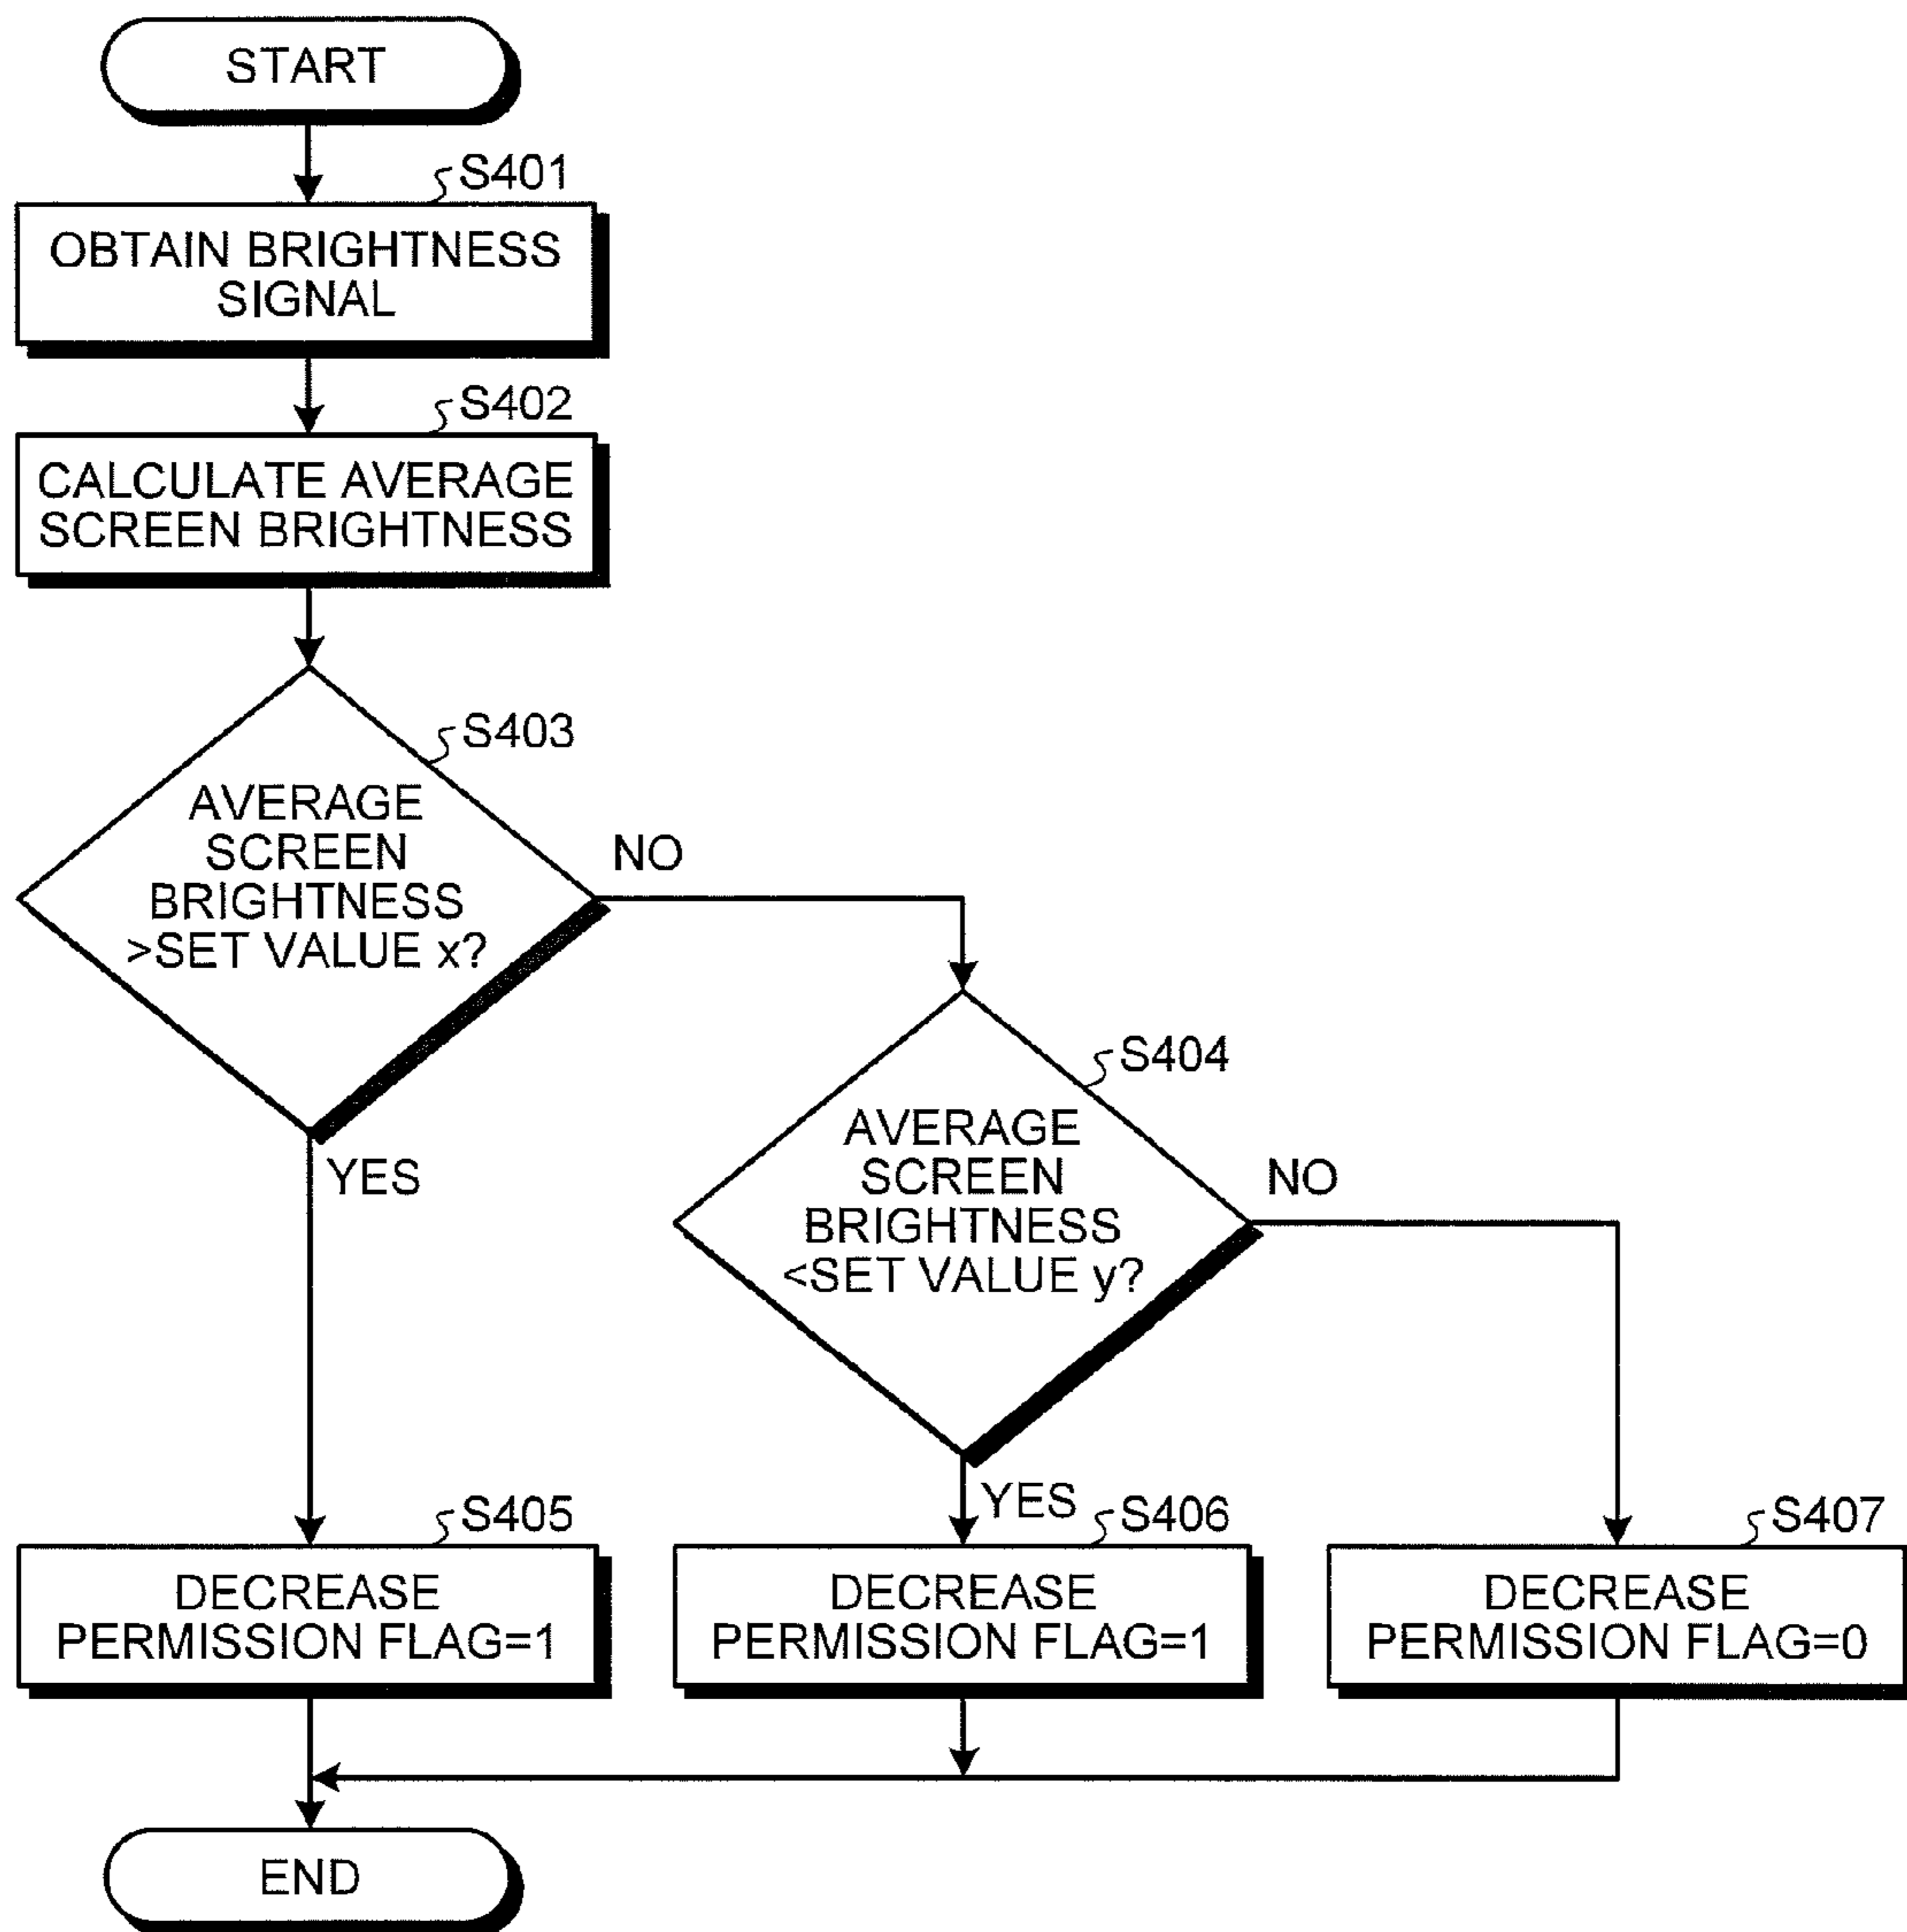 START
S401
OBTAIN BRIGHTNESS
SIGNAL
S402
CALCULATE AVERAGE
SCREEN BRIGHTNESS
S403
AVERAGE
SCREEN
BRIGHTNESS
>SET VALUE x?
NO
YES
S404
AVERAGE
SCREEN
BRIGHTNESS
<SET VALUE y?
NO
YES
S405
DECREASE
PERMISSION FLAG=1
S406
DECREASE
PERMISSION FLAG=1
S407
DECREASE
PERMISSION FLAG=0
END